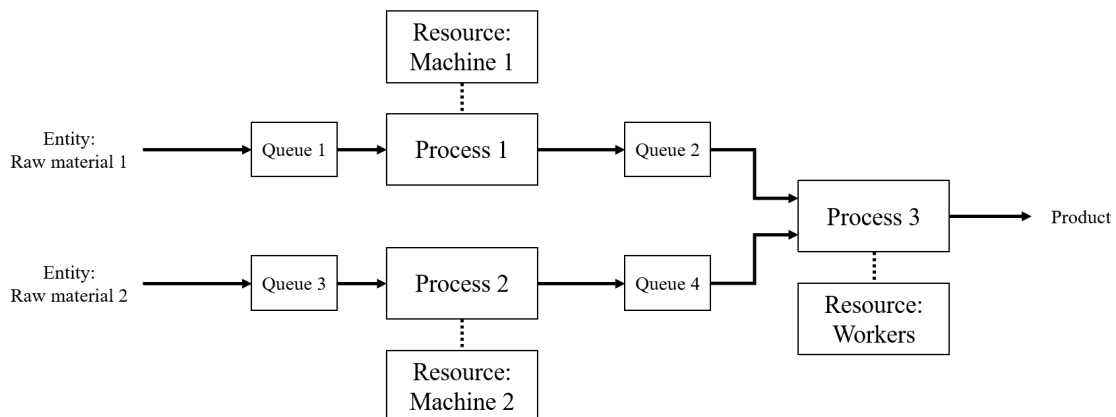 Resource:
Machine 1
Entity:
Raw material 1
Queue 1
Process 1
Queue 2
Process 3
Product
Entity:
Raw material 2
Queue 3
Process 2
Queue 4
Resource:
Workers
Resource:
Machine 2